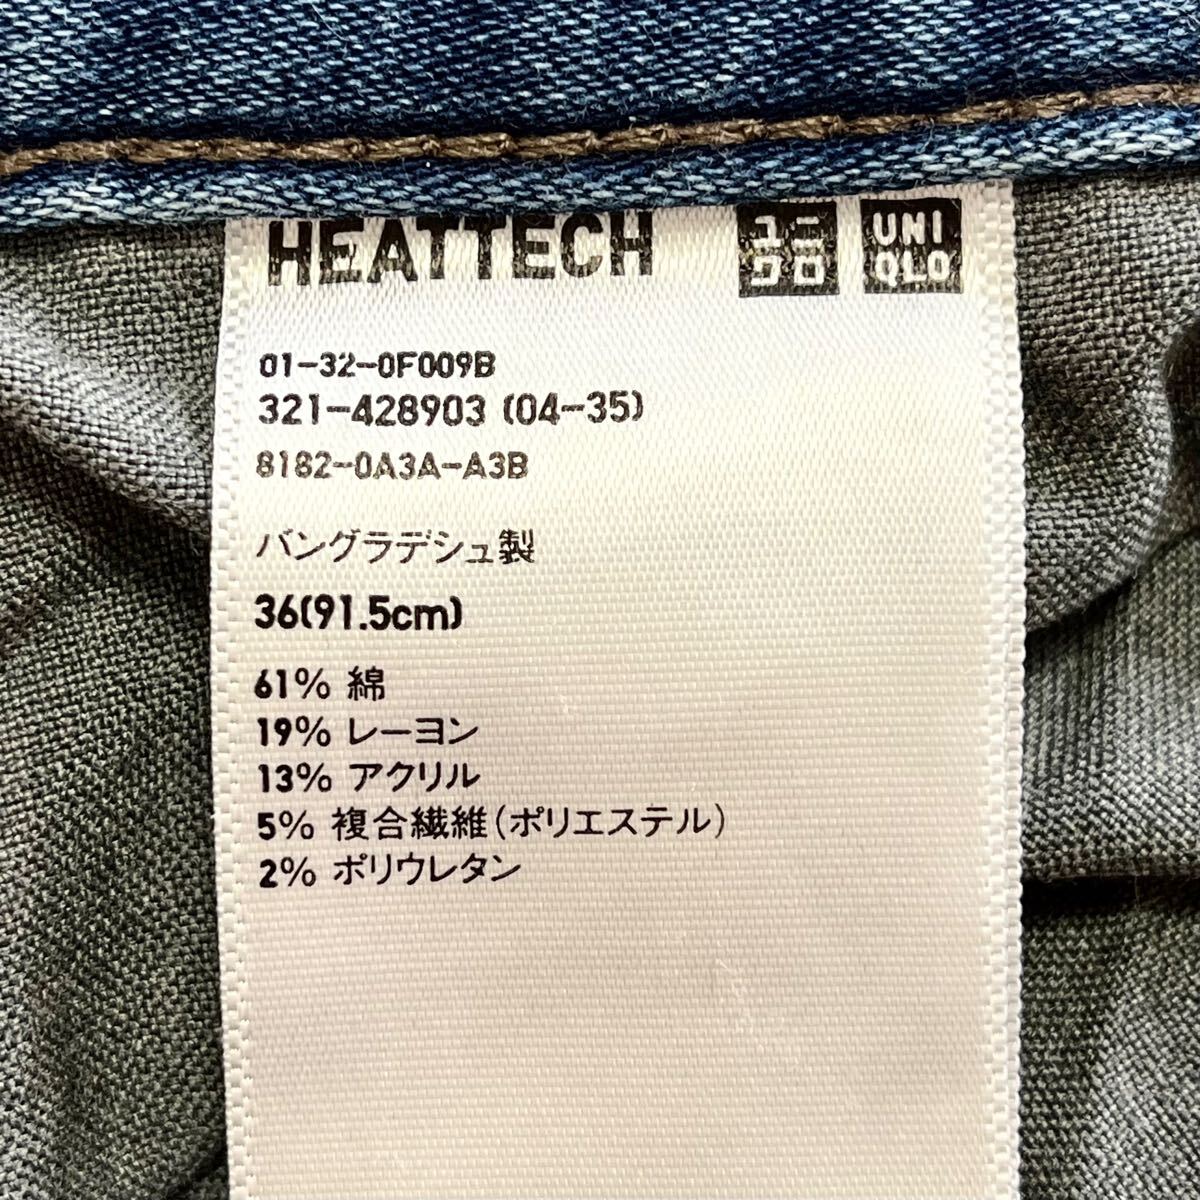 HEATTECH ユニクロ UNIQLO
01-32-0F009B
321-428903 (04-35)
8182-0A3A-A3B
バングラデシュ製
36(91.5cm)
61% 綿
19% レーヨン
13% アクリル
5% 複合繊維(ポリエステル)
2% ポリウレタン